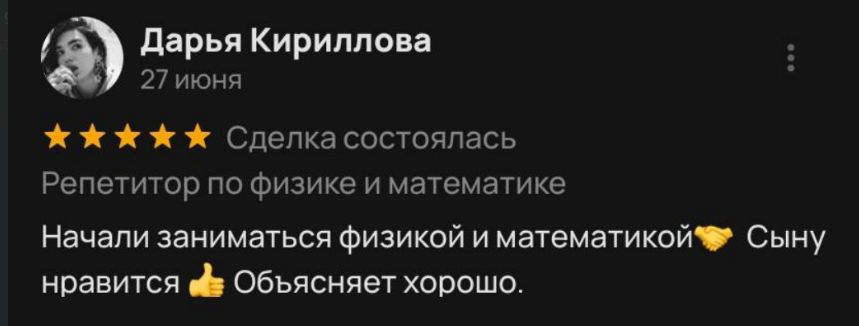 Дарья Кириллова
27 июня
★★★★★ Сделка состоялась
Репетитор по физике и математике
Начали заниматься физикой и математикой🤝 Сыну
нравится 👍 Объясняет хорошо.